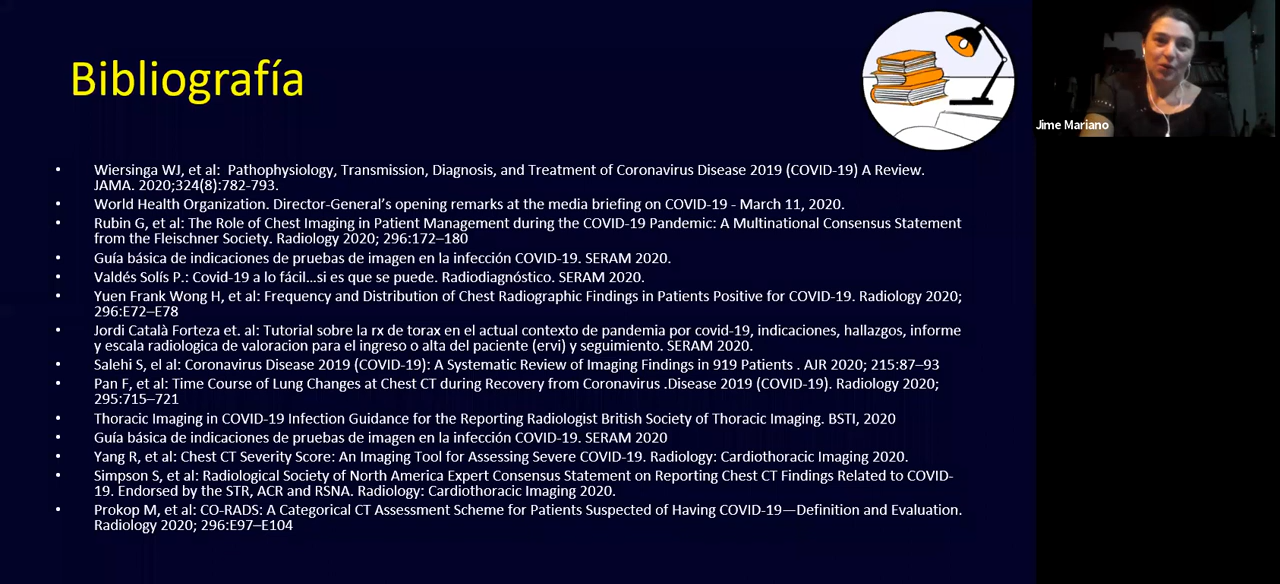 Bibliografía
Jime Mariano
• Wiersinga WJ, et al:  Pathophysiology, Transmission, Diagnosis, and Treatment of Coronavirus Disease 2019 (COVID-19) A Review.
JAMA. 2020;324(8):782-793.
• World Health Organization. Director-General's opening remarks at the media briefing on COVID-19 - March 11, 2020.
• Rubin G, et al: The Role of Chest Imaging in Patient Management during the COVID-19 Pandemic: A Multinational Consensus Statement
from the Fleischner Society. Radiology 2020; 296:172–180
• Guía básica de indicaciones de pruebas de imagen en la infección COVID-19. SERAM 2020.
• Valdés Solís P.: Covid-19 a lo fácil…si es que se puede. Radiodiagnóstico. SERAM 2020.
• Yuen Frank Wong H, et al: Frequency and Distribution of Chest Radiographic Findings in Patients Positive for COVID-19. Radiology 2020;
296:E72–E78
• Jordi Català Forteza et. al: Tutorial sobre la rx de torax en el actual contexto de pandemia por covid-19, indicaciones, hallazgos, informe
y escala radiologica de valoracion para el ingreso o alta del paciente (ervi) y seguimiento. SERAM 2020.
• Salehi S, el al: Coronavirus Disease 2019 (COVID-19): A Systematic Review of Imaging Findings in 919 Patients . AJR 2020; 215:87–93
• Pan F, et al: Time Course of Lung Changes at Chest CT during Recovery from Coronavirus .Disease 2019 (COVID-19). Radiology 2020;
295:715–721
• Thoracic Imaging in COVID-19 Infection Guidance for the Reporting Radiologist British Society of Thoracic Imaging. BSTI, 2020
• Guía básica de indicaciones de pruebas de imagen en la infección COVID-19. SERAM 2020
• Yang R, et al: Chest CT Severity Score: An Imaging Tool for Assessing Severe COVID-19. Radiology: Cardiothoracic Imaging 2020.
• Simpson S, et al: Radiological Society of North America Expert Consensus Statement on Reporting Chest CT Findings Related to COVID-
19. Endorsed by the STR, ACR and RSNA. Radiology: Cardiothoracic Imaging 2020.
• Prokop M, et al: CO-RADS: A Categorical CT Assessment Scheme for Patients Suspected of Having COVID-19—Definition and Evaluation.
Radiology 2020; 296:E97–E104